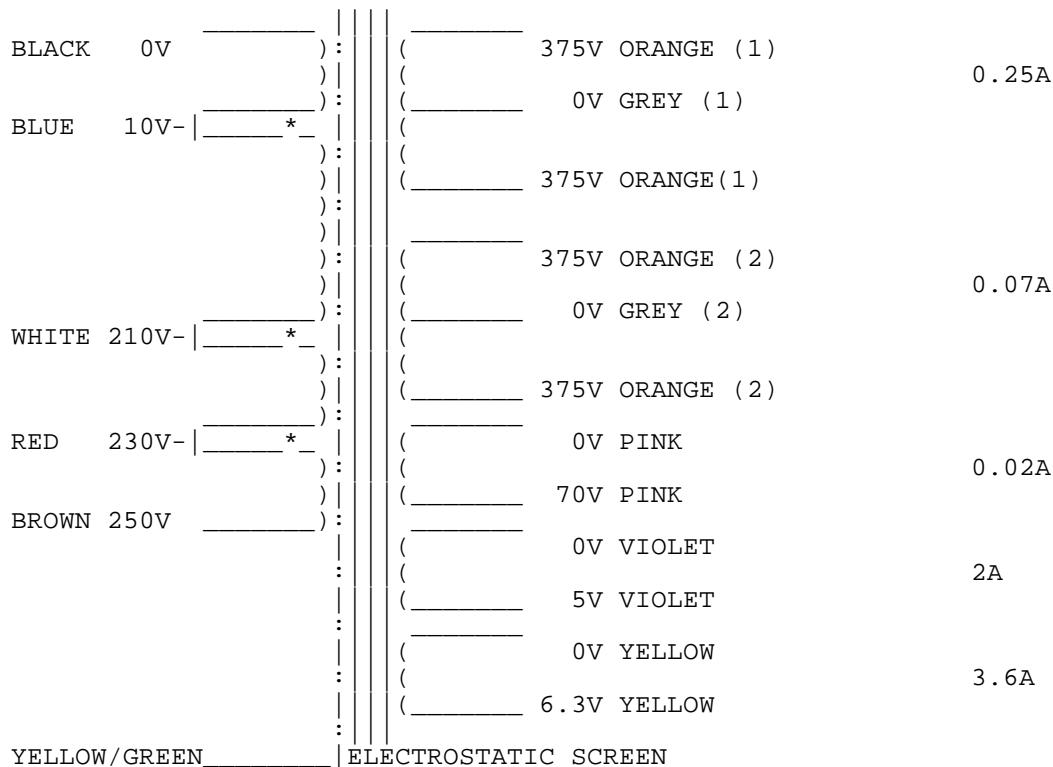 BLACK 0V 375V ORANGE (1)
0.25A
0V GREY (1)
BLUE 10V
375V ORANGE(1)
375V ORANGE (2)
0.07A
0V GREY (2)
WHITE 210V
375V ORANGE (2)
RED 230V 0V PINK
0.02A
70V PINK
BROWN 250V
0V VIOLET
2A
5V VIOLET
0V YELLOW
3.6A
6.3V YELLOW
YELLOW/GREEN ELECTROSTATIC SCREEN